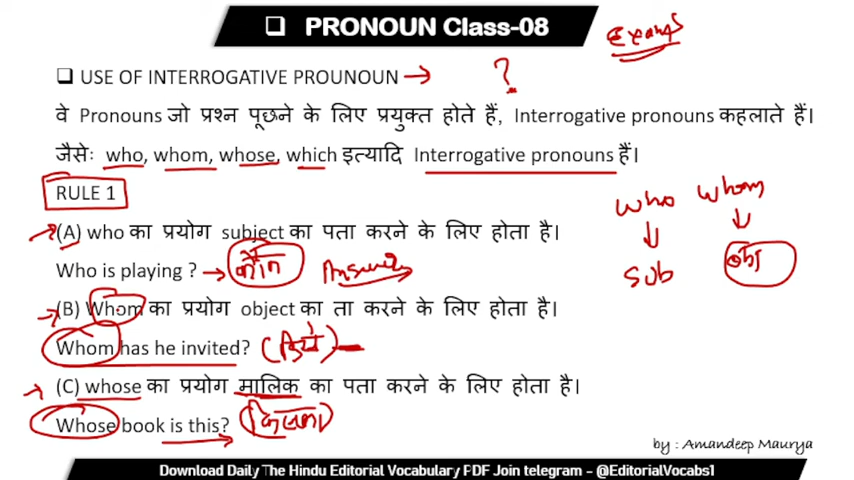 ❑ PRONOUN Class-08
Exams
❑ USE OF INTERROGATIVE PROUNOUN → ?
वे Pronouns जो प्रश्न पूछने के लिए प्रयुक्त होते हैं, Interrogative pronouns कहलाते हैं।
जैसेः who, whom, whose, which इत्यादि Interrogative pronouns हैं।
RULE 1
who whom
(A) who का प्रयोग subject का पता करने के लिए होता है।
Who is playing ? → कौन Answer
sub obj
(B) Whom का प्रयोग object का ता करने के लिए होता है।
Whom has he invited? (किसे)
(C) whose का प्रयोग मालिक का पता करने के लिए होता है।
Whose book is this? (किसका)
by : Amandeep Maurya
Download Daily The Hindu Editorial Vocabulary PDF Join telegram - @EditorialVocabs1